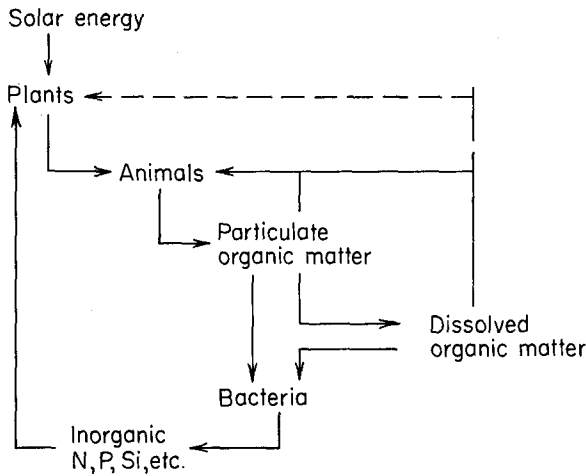 Solar energy
Plants
Animals
Particulate
organic matter
Dissolved
organic matter
Bacteria
Inorganic
N,P,Si,etc.